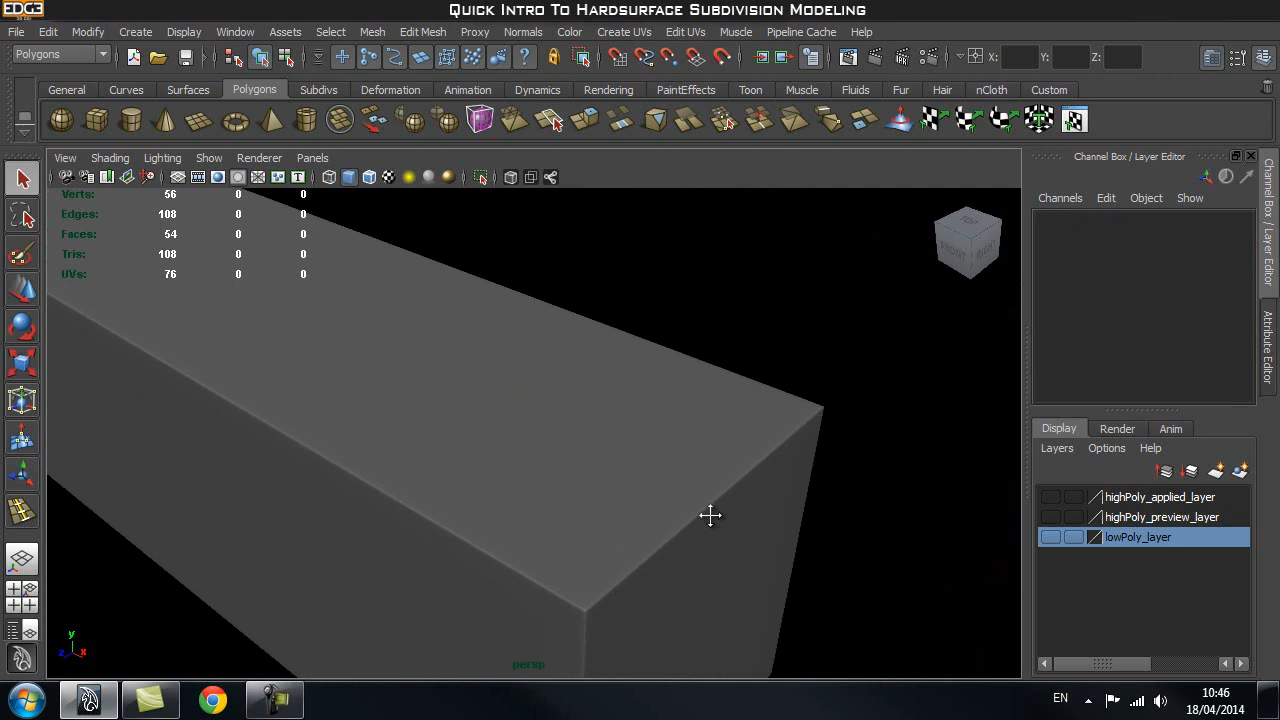 EDGE
Quick Intro To Hardsurface Subdivision Modeling
File Edit Modify Create Display Window Assets Select Mesh Edit Mesh Proxy Normals Color Create UVs Edit UVs Muscle Pipeline Cache Help
Polygons
X: Y: Z:
General Curves Surfaces Polygons Subdivs Deformation Animation Dynamics Rendering PaintEffects Toon Muscle Fluids Fur Hair nCloth Custom
View Shading Lighting Show Renderer Panels
Channel Box / Layer Editor
Verts: 56 0 0
Edges: 108 0 0
Faces: 54 0 0
Tris: 108 0 0
UVs: 76 0 0
TOP
FRONT
RIGHT
Channels Edit Object Show
Channel Box / Layer Editor
Attribute Editor
Display Render Anim
Layers Options Help
highPoly_applied_layer
highPoly_preview_layer
lowPoly_layer
y
z x
persp
EN
10:46
18/04/2014